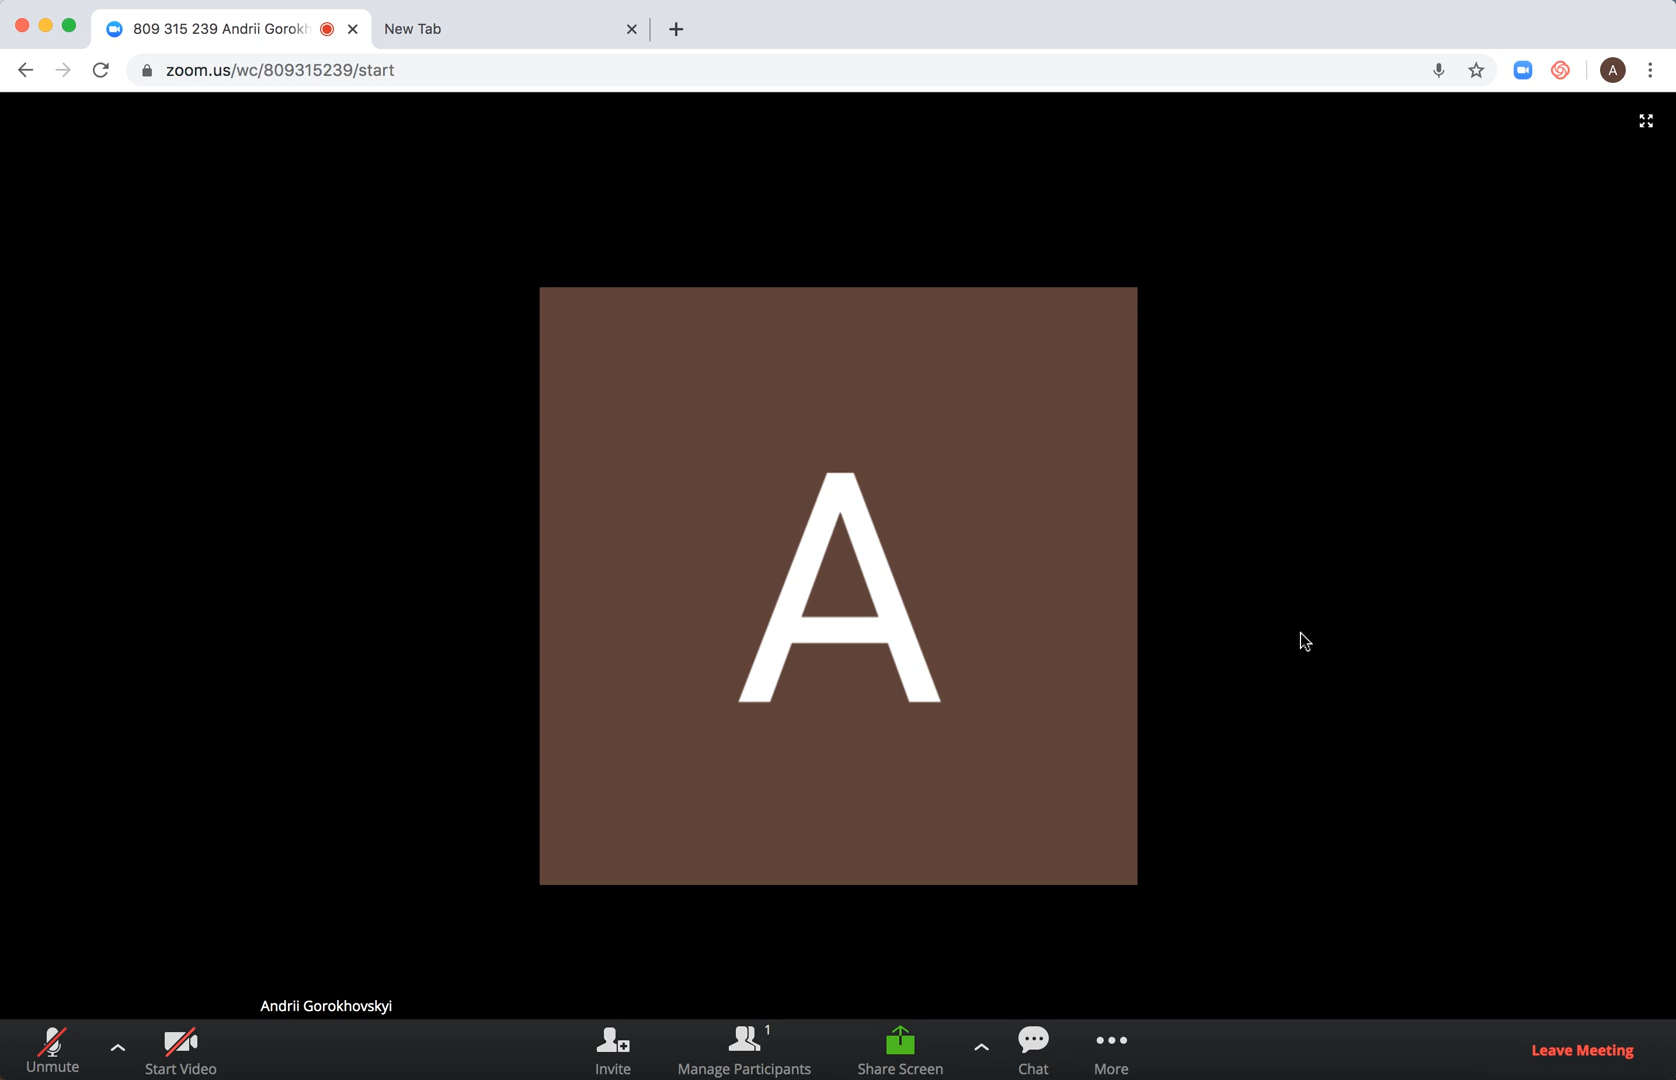 809 315 239 Andrii Gorokh
New Tab
zoom.us/wc/809315239/start
A
A
Andrii Gorokhovskyi
1
Unmute
Start Video
Invite
Manage Participants
Share Screen
Chat
More
Leave Meeting